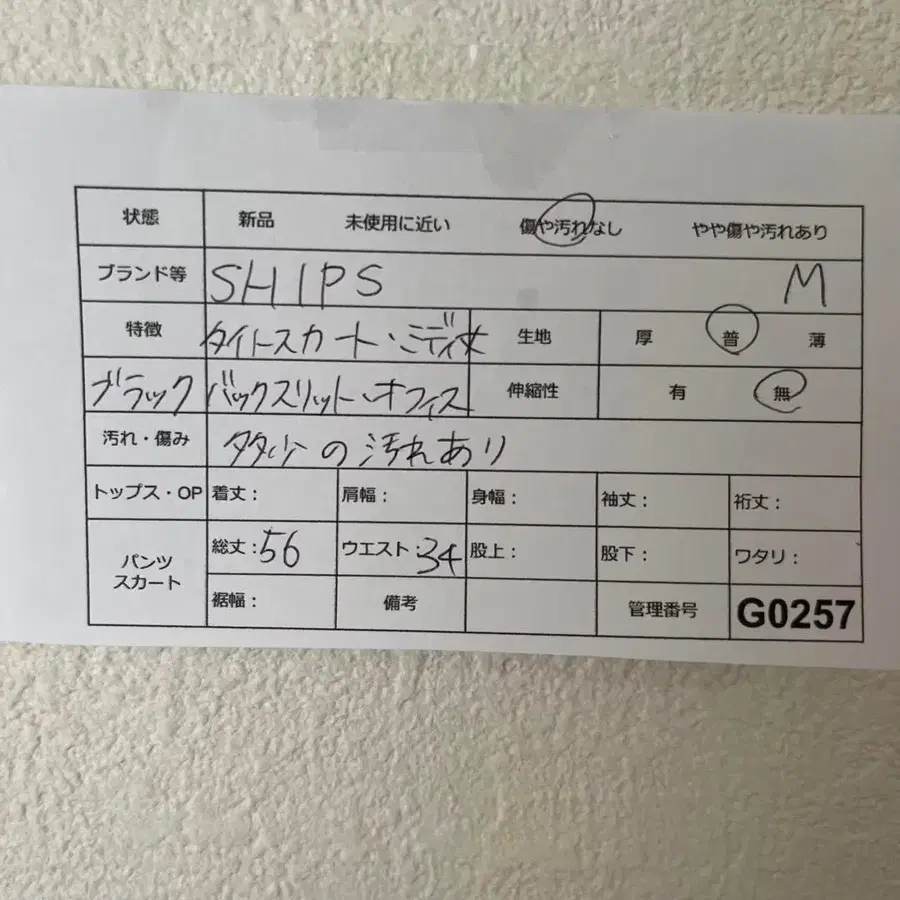 状態 新品 未使用に近い 傷や汚れなし やや傷や汚れあり
ブランド等 SHIPS M
特徴 タイトスカート・ミディ丈 生地 厚 普 薄
ブラック バックスリット・オフィス 伸縮性 有 無
汚れ・傷み 多少の汚れあり
トップス・OP 着丈: 肩幅: 身幅: 袖丈: 裄丈:
パンツ スカート 総丈:56 ウエスト:34 股上: 股下: ワタリ:
裾幅: 備考 管理番号 G0257